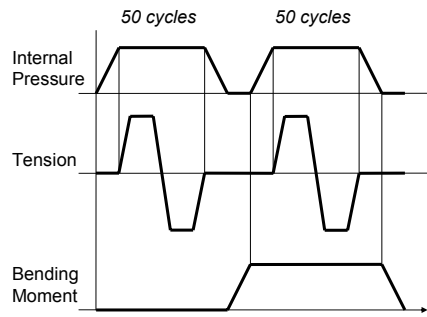 50 cycles 50 cycles
Internal
Pressure
Tension
Bending
Moment